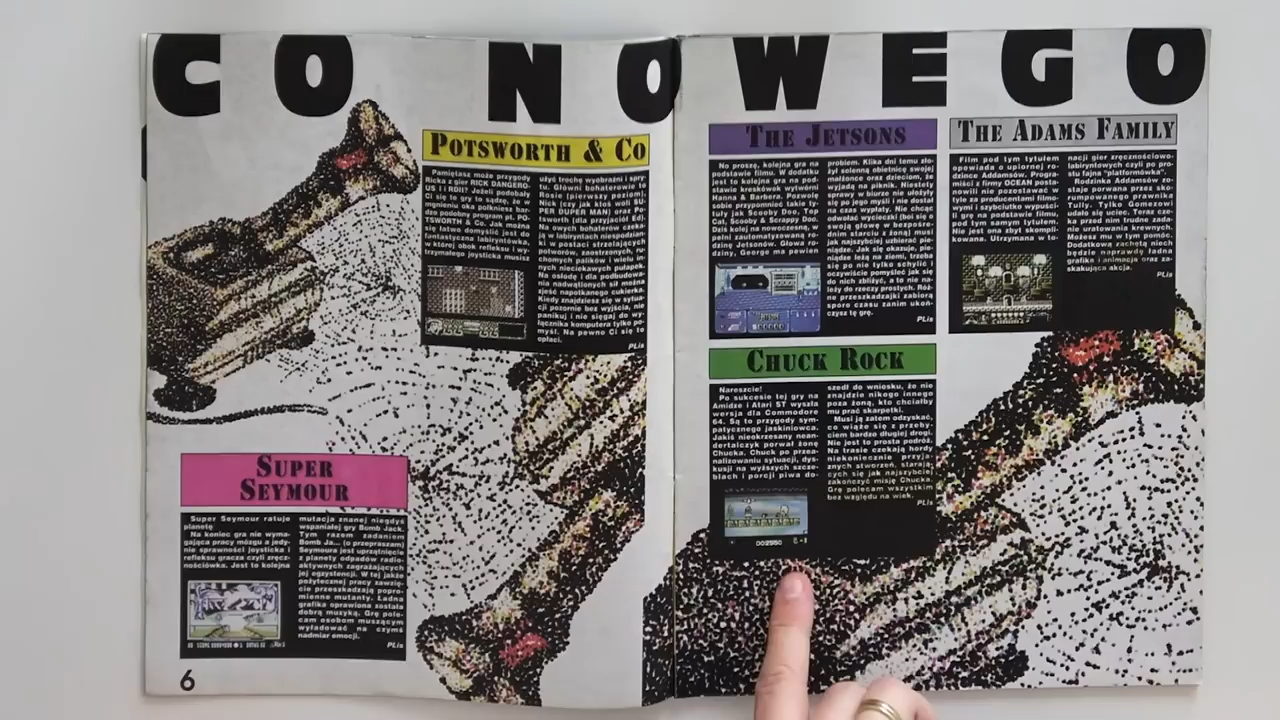 CO NOWEGO
POTSWORTH & CO
Pamiętasz może przygody
Ricka z gier RICK DANGERO-
US I i RDII? Jeżeli podobały
Ci się to gry to sądzę, że w
mgnieniu oka połkniesz bar-
dzo podobny program pt. PO-
TSWORTH & Co. Jak można
się łatwo domyślić jest do
fantastyczna labiryntówka,
w której obok refleksu i wy-
trzymałego joysticka musisz
użyć trochę wyobraźni i spry-
tu. Główni bohaterowie to
Rosie (pierwszy poziom),
Nick (czy jak ktoś woli SU-
PER DUPER MAN) oraz Po-
tsworth (dla przyjaciół Ed).
Na owych bohaterów czeka-
ją w labiryntach niespodzian-
ki w postaci strzelających
potworów, zaostrzonych, ru-
chomych palików i wielu in-
nych nieciekawych pułapek.
Na osłodę i dla podbudowa-
nia nadwątlonych sił można
zjeść napotkanego cukierka.
Kiedy znajdziesz się w sytua-
cji pozornie bez wyjścia, nie
panikuj i nie sięgaj do wy-
łącznika komputera tylko po-
myśl. Na pewno Ci się to
opłaci.
PLis
SUPER
SEYMOUR
Super Seymour ratuje
planetę
Na koniec gra nie wyma-
gająca pracy mózgu a jedy-
nie sprawności joysticka i
refleksu gracza czyli zręcz-
nościówka. Jest to kolejna
mutacja znanej niegdyś
wspaniałej gry Bomb Jack.
Tym razem zadaniem
Bomb Ja... (o przepraszam)
Seymoura jest uprzątnięcie
z planety odpadów radio-
aktywnych zagrażających
jej egzystencji. W tej jakże
pożytecznej pracy zawzię-
cie przeszkadzają popro-
mienne mutanty. Ładna
grafika oprawiona została
dobrą muzyką. Grę pole-
cam osobom muszącym
wyładować na czymś
nadmiar emocji.
PLis
6
THE JETSONS
No proszę, kolejna gra na
podstawie filmu. W dodatku
jest to kolejna gra na pod-
stawie kreskówek wytwórni
Hanna & Barbera. Pozwolę
sobie przypomnieć takie ty-
tuły jak Scooby Doo, Top
Cat, Scooby & Scrappy Doo.
Dziś kolej na nowoczesną, w
pełni zautomatyzowaną ro-
dzinę Jetsonów. Głowa ro-
dziny, George ma pewien
problem. Kilka dni temu zło-
żył solenną obietnicę swojej
małżonce oraz dzieciom, że
wyjadą na piknik. Niestety
sprawy w biurze nie ułożyły
się po jego myśli i nie dostał
na czas wypłaty. Nie chcąc
odwołać wycieczki (boi się o
swoją głowę w bezpośre-
dnim starciu z żoną) musi
jak najszybciej uzbierać pie-
niądze. Jak się okazuje, pie-
niądze leżą na ziemi, trzeba
się po nie tylko schylić i
oczywiście pomyśleć jak się
do nich zbliżyć, a to nie na-
leży do rzeczy prostych. Róż-
ne przeszkadzajki zabiorą
sporo czasu zanim ukoń-
czysz tę grę.
PLis
CHUCK ROCK
Nareszcie!
Po sukcesie tej gry na
Amidze i Atari ST wyszła
wersja dla Commodore
64. Są to przygody sym-
patycznego jaskiniowca.
Jakiś nieokrzesany nean-
dertalczyk porwał żonę
Chucka. Chuck po przea-
nalizowaniu sytuacji, dys-
kusji na wyższych szcze-
blach i porcji piwa do-
szedł do wniosku, że nie
znajdzie nikogo innego
poza żoną, kto chciałby
mu prać skarpetki.
Musi ją zatem odzyskać,
co wiąże się z przeby-
ciem bardzo długiej drogi.
Nie jest to prosta podróż.
Na trasie czekają hordy
niekoniecznie przyja-
znych stworzeń, starają-
cych się jak najszybciej
zakończyć misję Chucka.
Grę polecam wszystkim
bez względu na wiek.
PLis
THE ADAMS FAMILY
Film pod tym tytułem
opowiada o upiornej ro-
dzince Addamsów. Progra-
miści z firmy OCEAN posta-
nowili nie pozostawać w
tyle za producentami filmo-
wymi i szybciutko wypuści-
li grę na podstawie filmu,
pod tym samym tytułem.
Nie jest ona zbyt skompli-
kowana. Utrzymana w to-
nacji gier zręcznościowo-
labiryntowych czyli po pro-
stu fajna "platformówka".
Rodzinka Addamsów zo-
staje porwana przez sko-
rumpowanego prawnika
Tully. Tylko Gomezowi
udało się uciec. Teraz cze-
ka przed nim trudne zada-
nie uratowania krewnych.
Możesz mu w tym pomóc.
Dodatkową zachętą niech
będzie naprawdę ładna
grafika i animacja oraz za-
skakująca akcja.
PLis